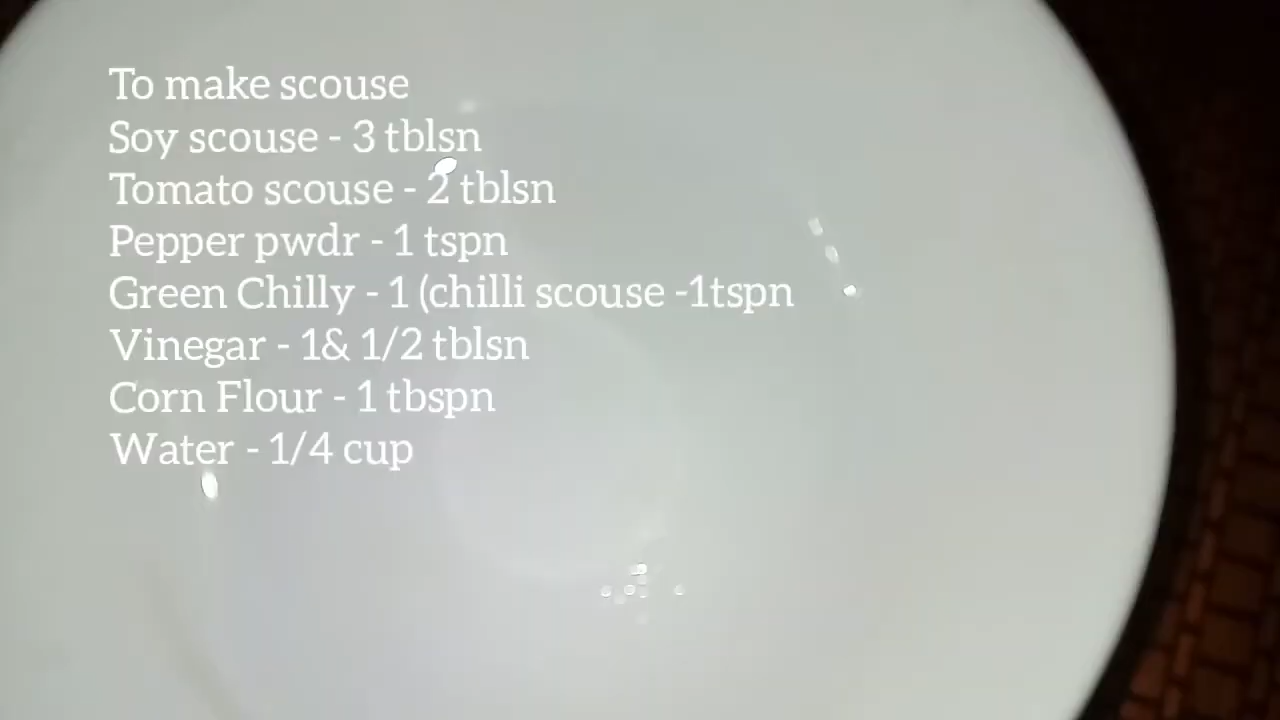 To make scouse
Soy scouse - 3 tblsn
Tomato scouse - 2 tblsn
Pepper pwdr - 1 tspn
Green Chilly - 1 (chilli scouse -1tspn
Vinegar - 1& 1/2 tblsn
Corn Flour - 1 tbspn
Water - 1/4 cup